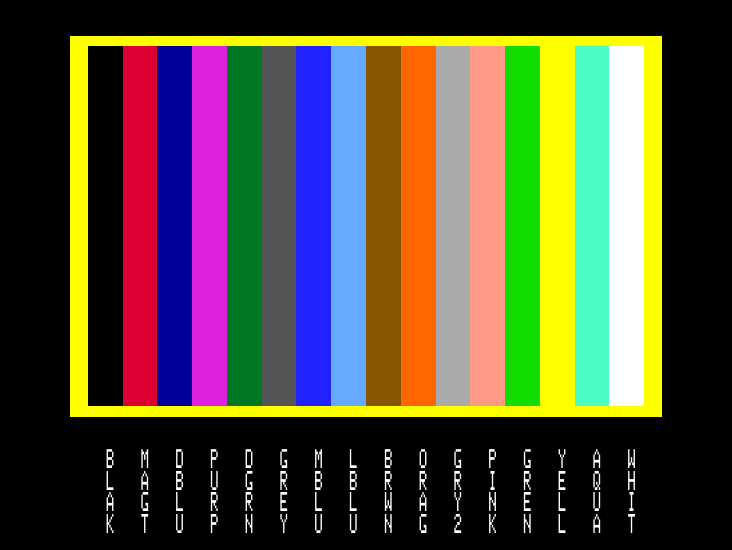 BLAK
MAGT
DBLU
PURP
DGRN
GREY
MBLU
LBLU
BRWN
ORAG
GRY2
PINK
GREN
YELL
AQUA
WHIT